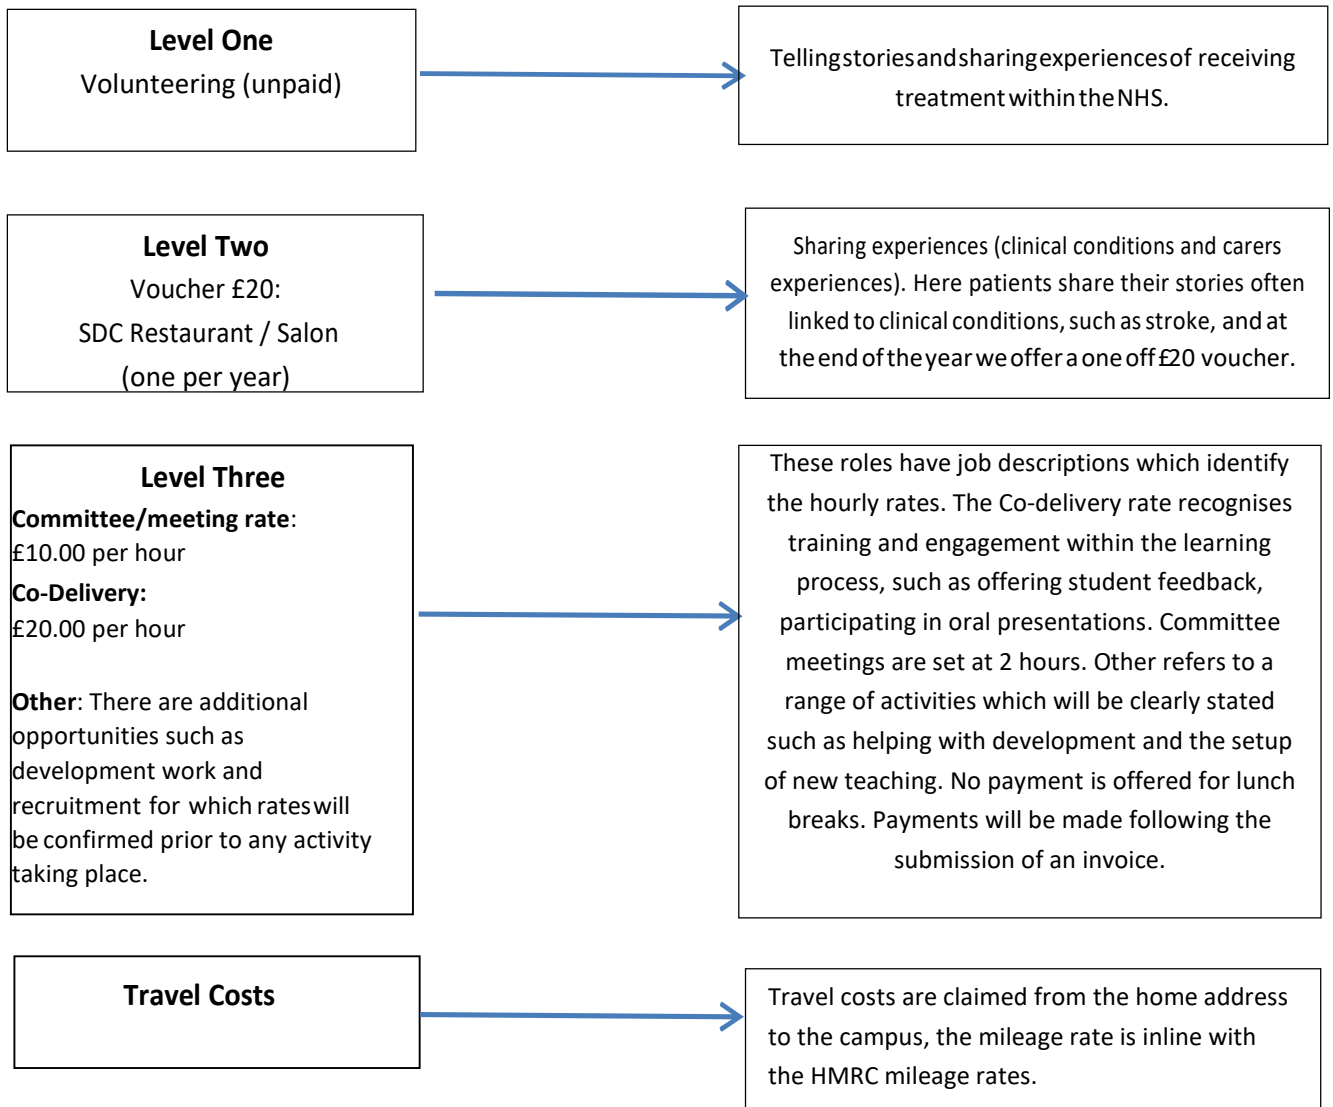 Level One
Volunteering (unpaid)
Telling stories and sharing experiences of receiving
treatment within the NHS.
Level Two
Voucher £20:
SDC Restaurant / Salon
(one per year)
Sharing experiences (clinical conditions and carers
experiences). Here patients share their stories often
linked to clinical conditions, such as stroke, and at
the end of the year we offer a one off £20 voucher.
Level Three
Committee/meeting rate:
£10.00 per hour
Co-Delivery:
£20.00 per hour
Other: There are additional
opportunities such as
development work and
recruitment for which rates will
be confirmed prior to any activity
taking place.
These roles have job descriptions which identify
the hourly rates. The Co-delivery rate recognises
training and engagement within the learning
process, such as offering student feedback,
participating in oral presentations. Committee
meetings are set at 2 hours. Other refers to a
range of activities which will be clearly stated
such as helping with development and the setup
of new teaching. No payment is offered for lunch
breaks. Payments will be made following the
submission of an invoice.
Travel Costs
Travel costs are claimed from the home address
to the campus, the mileage rate is inline with
the HMRC mileage rates.